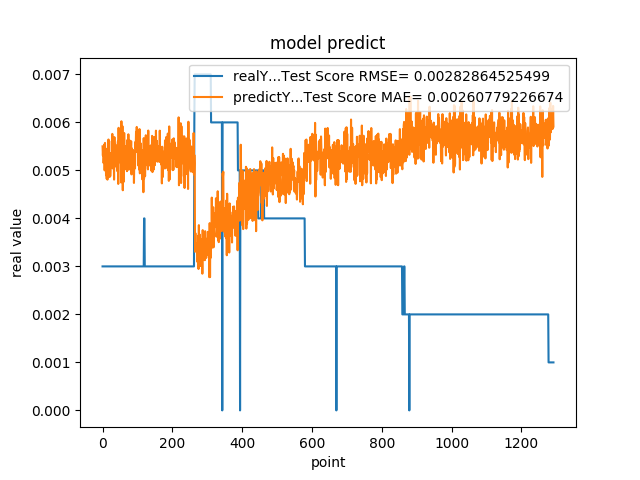 model predict
realY...Test Score RMSE= 0.00282864525499
predictY...Test Score MAE= 0.00260779226674
real value
0.007
0.006
0.005
0.004
0.003
0.002
0.001
0.000
0 200 400 600 800 1000 1200
point